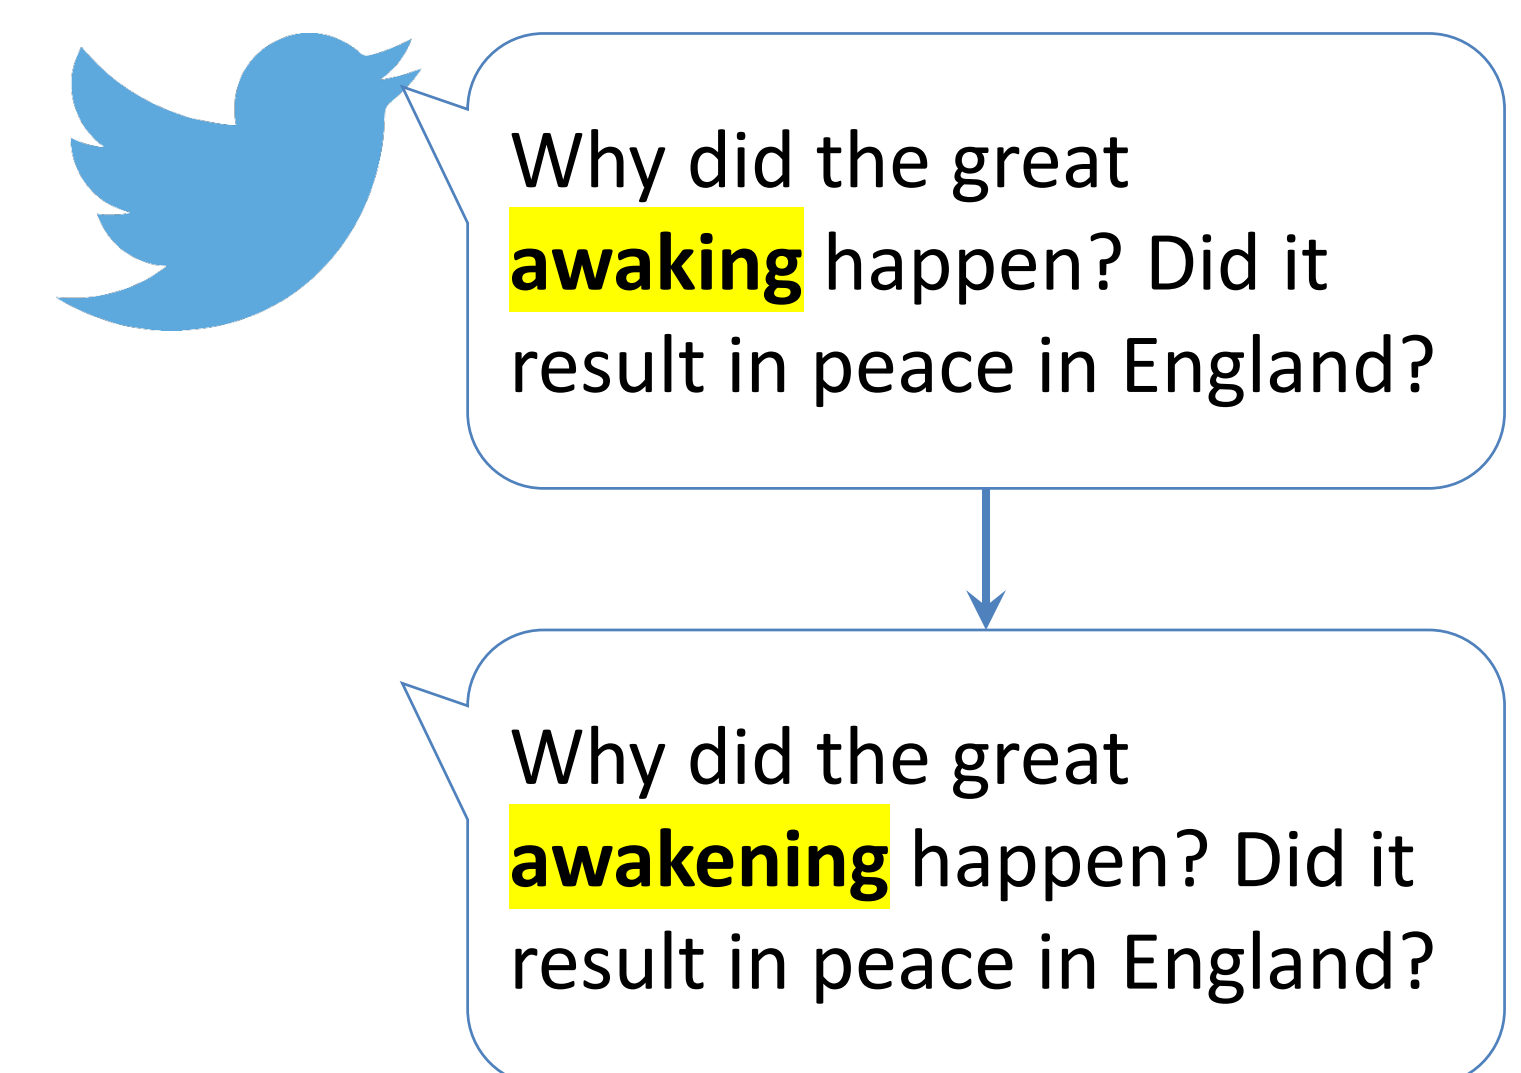 Why did the great
awaking happen? Did it
result in peace in England?
Why did the great
awakening happen? Did it
result in peace in England?